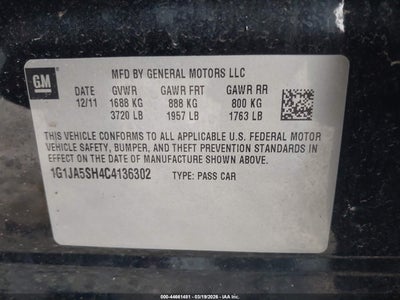 GM
MFD BY GENERAL MOTORS LLC
DATE GVWR GAWR FRT GAWR RR
12/11 1688 KG 888 KG 800 KG
3720 LB 1957 LB 1763 LB
THIS VEHICLE CONFORMS TO ALL APPLICABLE U.S. FEDERAL MOTOR
VEHICLE SAFETY, BUMPER, AND THEFT PREVENTION STANDARDS
IN EFFECT ON THE DATE OF MANUFACTURE SHOWN ABOVE.
1G1JA5SH4C4136302 TYPE: PASS CAR
000-44661481 - 03/19/2026 - IAA Inc.